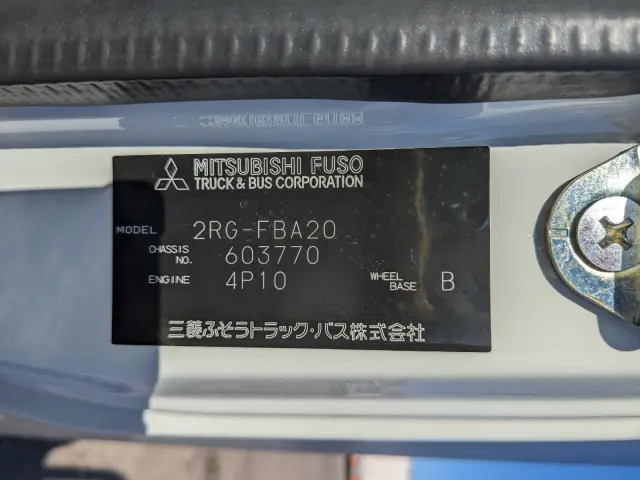 MITSUBISHI FUSO
TRUCK & BUS CORPORATION
MODEL 2RG-FBA20
CHASSIS NO. 603770
ENGINE 4P10 WHEEL BASE B
三菱ふそうトラック・バス株式会社